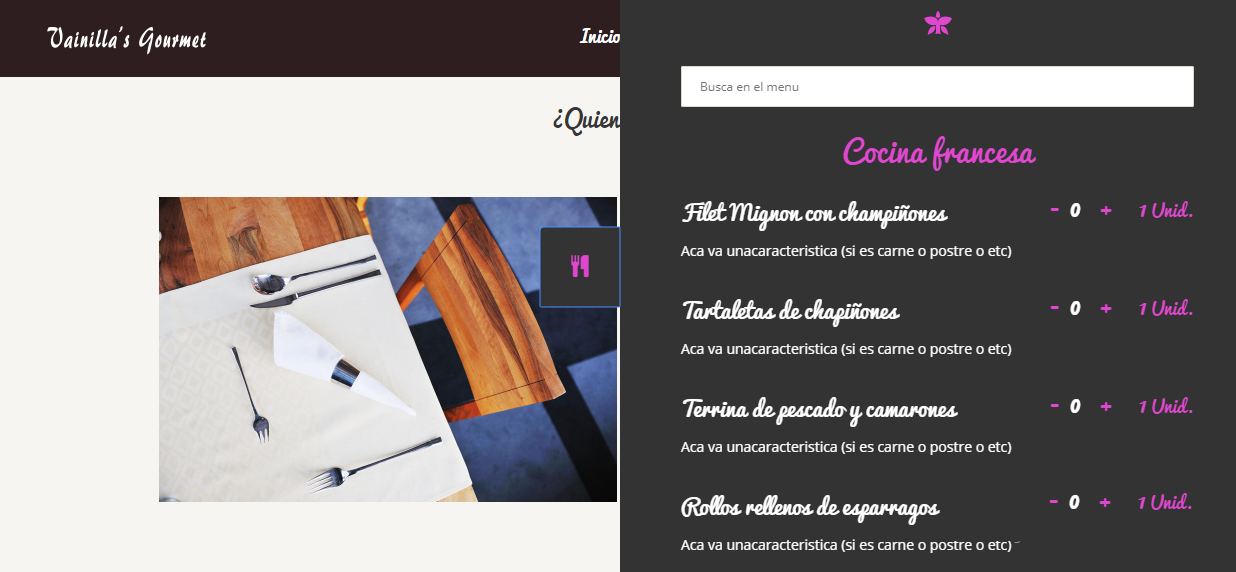 Vainilla's Gourmet
Inicio
¿Quien
Busca en el menu
Cocina francesa
Filet Mignon con champiñones - 0 + 1 Unid.
Aca va unacaracteristica (si es carne o postre o etc)
Tartaletas de chapiñones - 0 + 1 Unid.
Aca va unacaracteristica (si es carne o postre o etc)
Terrina de pescado y camarones - 0 + 1 Unid.
Aca va unacaracteristica (si es carne o postre o etc)
Rollos rellenos de esparragos - 0 + 1 Unid.
Aca va unacaracteristica (si es carne o postre o etc)